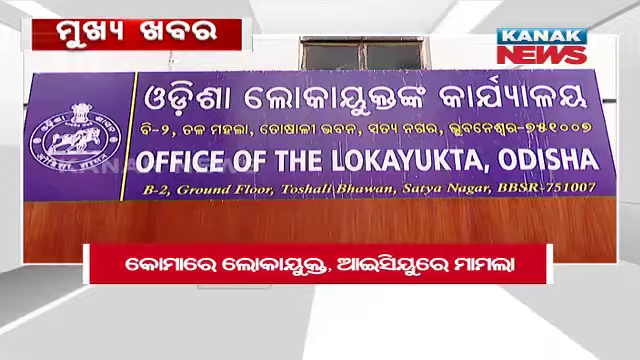 ମୁଖ୍ୟ ଖବର
KANAK
NEWS
ଓଡ଼ିଶା ଲୋକାୟୁକ୍ତଙ୍କ କାର୍ଯ୍ୟାଳୟ
ବି-୨, ତଳ ମହଲା, ତୋଷାଳୀ ଭବନ, ସତ୍ୟ ନଗର, ଭୁବନେଶ୍ୱର-୭୫୧୦୦୭
OFFICE OF THE LOKAYUKTA, ODISHA
B-2, Ground Floor, Toshali Bhawan, Satya Nagar, BBSR-751007
କୋମାରେ ଲୋକାୟୁକ୍ତ, ଆଇସିୟୁରେ ମାମଲା